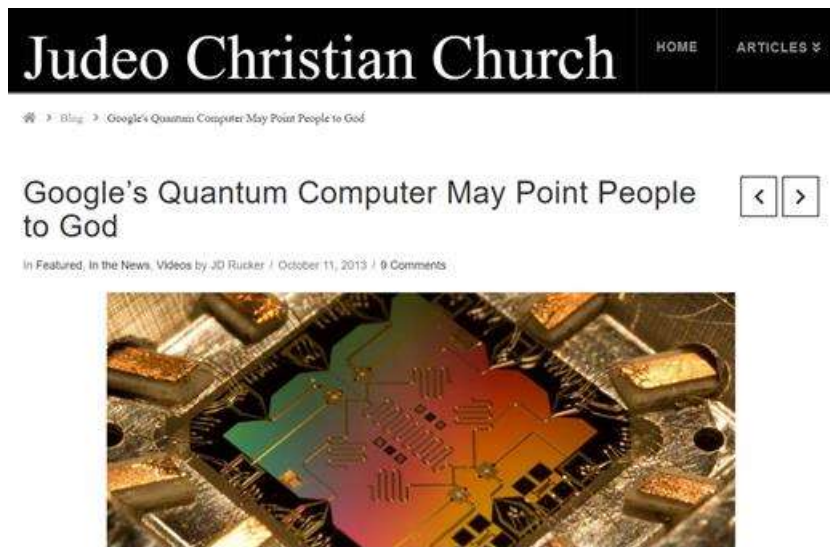 Judeo Christian Church
HOME
ARTICLES
Blog
Google's Quantum Computer May Point People to God
Google's Quantum Computer May Point People
to God
In Featured, In the News, Videos by JD Rucker / October 11, 2013 / 9 Comments